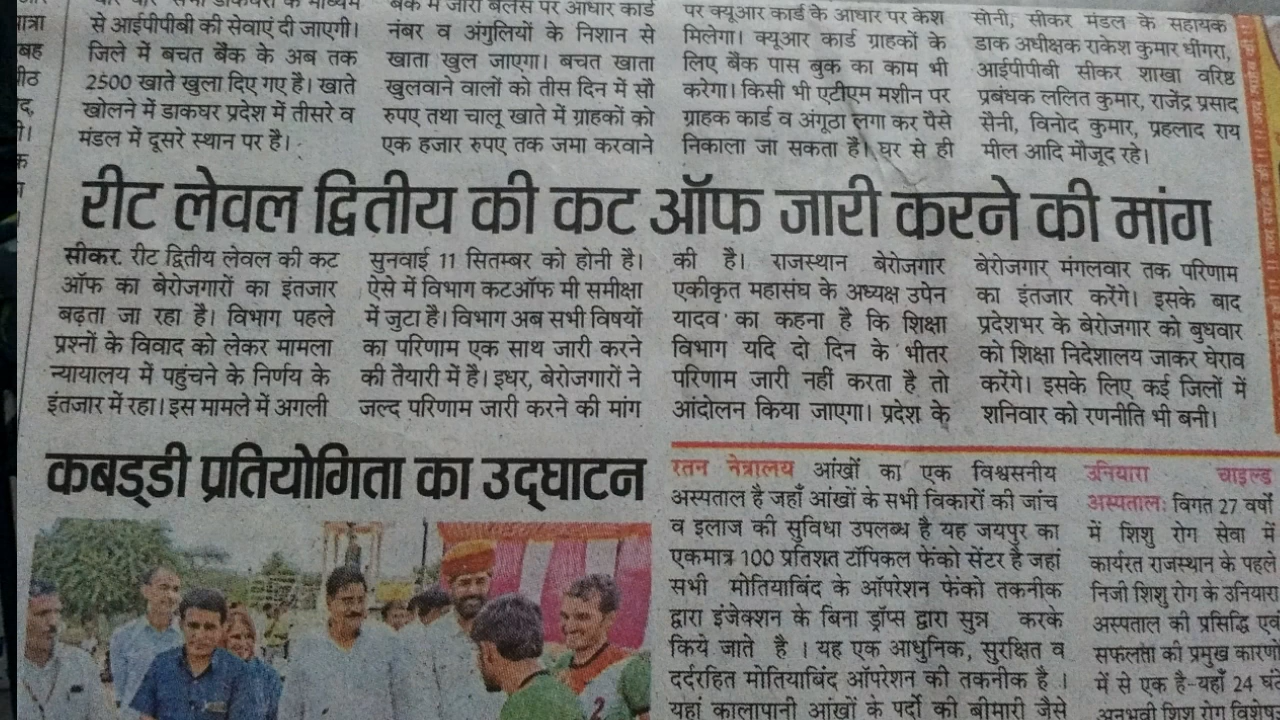 से आईपीपीबी की सेवाएं दी जाएगी।
जिले में बचत बैंक के अब तक
2500 खाते खुला दिए गए है। खाते
खोलने में डाकघर प्रदेश में तीसरे व
मंडल में दूसरे स्थान पर है।
बैंक में जीरो बैलेंस पर आधार कार्ड
नंबर व अंगुलियों के निशान से
खाता खुल जाएगा। बचत खाता
खुलवाने वालों को तीस दिन में सौ
रुपए तथा चालू खाते में ग्राहकों को
एक हजार रुपए तक जमा करवाने
पर क्यूआर कार्ड के आधार पर केश
मिलेगा। क्यूआर कार्ड ग्राहकों के
लिए बैंक पास बुक का काम भी
करेगा। किसी भी एटीएम मशीन पर
ग्राहक कार्ड व अंगूठा लगा कर पैसे
निकाला जा सकता है। घर से ही
सोनी, सीकर मंडल के सहायक
डाक अधीक्षक राकेश कुमार धींगरा,
आईपीपीबी सीकर शाखा वरिष्ठ
प्रबंधक ललित कुमार, राजेंद्र प्रसाद
सैनी, विनोद कुमार, प्रहलाद राय
मील आदि मौजूद रहे।
रीट लेवल द्वितीय की कट ऑफ जारी करने की मांग
सीकर. रीट द्वितीय लेवल की कट
ऑफ का बेरोजगारों का इंतजार
बढ़ता जा रहा है। विभाग पहले
प्रश्नों के विवाद को लेकर मामला
न्यायालय में पहुंचने के निर्णय के
इंतजार में रहा। इस मामले में अगली
सुनवाई 11 सितम्बर को होनी है।
ऐसे में विभाग कटऑफ मी समीक्षा
में जुटा है। विभाग अब सभी विषयों
का परिणाम एक साथ जारी करने
की तैयारी में है। इधर, बेरोजगारों ने
जल्द परिणाम जारी करने की मांग
की है। राजस्थान बेरोजगार
एकीकृत महासंघ के अध्यक्ष उपेन
यादव का कहना है कि शिक्षा
विभाग यदि दो दिन के भीतर
परिणाम जारी नहीं करता है तो
आंदोलन किया जाएगा। प्रदेश के
बेरोजगार मंगलवार तक परिणाम
का इंतजार करेंगे। इसके बाद
प्रदेशभर के बेरोजगार को बुधवार
को शिक्षा निदेशालय जाकर घेराव
करेंगे। इसके लिए कई जिलों में
शनिवार को रणनीति भी बनी।
कबड्डी प्रतियोगिता का उद्घाटन
रतन नेत्रालय आंखों का एक विश्वसनीय
अस्पताल है जहाँ आंखों के सभी विकारों की जांच
व इलाज की सुविधा उपलब्ध है यह जयपुर का
एकमात्र 100 प्रतिशत टॉपिकल फेंको सेंटर है जहां
सभी मोतियाबिंद के ऑपरेशन फेंको तकनीक
द्वारा इंजेक्शन के बिना ड्रॉप्स द्वारा सुन्न करके
किये जाते है । यह एक आधुनिक, सुरक्षित व
दर्दरहित मोतियाबिंद ऑपरेशन की तकनीक है ।
यहां कालापानी आंखों के पर्दो की बीमारी जैसे
उनियारा चाइल्ड
अस्पताल: विगत 27 वर्षों
में शिशु रोग सेवा में
कार्यरत राजस्थान के पहले
निजी शिशु रोग के उनियारा
अस्पताल की प्रसिद्धि एवं
सफलता की प्रमुख कारणों
में से एक है-यहाँ 24 घंटे
अनुभवी शिशु रोग
2